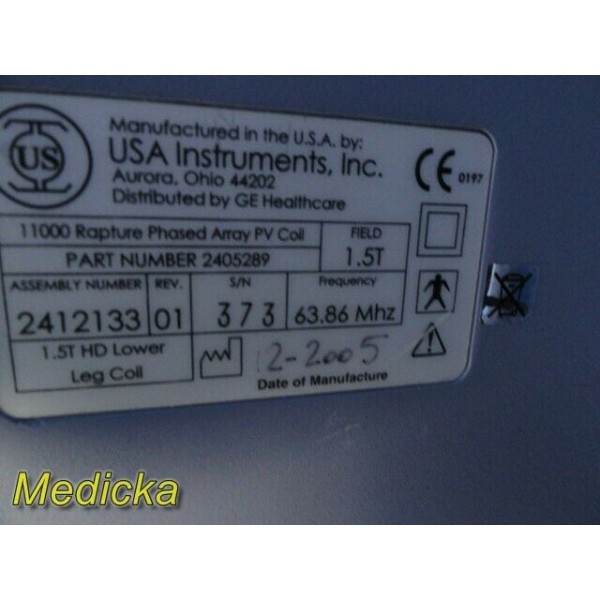 US
Manufactured in the U.S.A. by:
USA Instruments, Inc.
Aurora, Ohio 44202
Distributed by GE Healthcare
CE 0197
11000 Rapture Phased Array PV Coil
FIELD
PART NUMBER 2405289
1.5T
ASSEMBLY NUMBER REV. S/N Frequency
2412133 01 373 63.86 Mhz
1.5T HD Lower
Leg Coil
12-2005
Date of Manufacture
Medicka